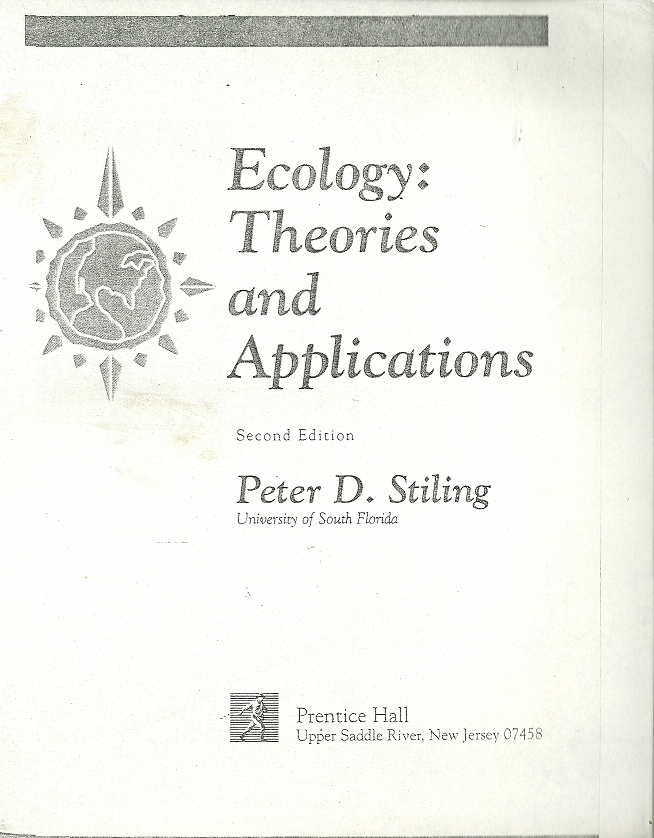 Ecology:
Theories
and
Applications
Second Edition
Peter D. Stiling
University of South Florida
Prentice Hall
Upper Saddle River, New Jersey 07458